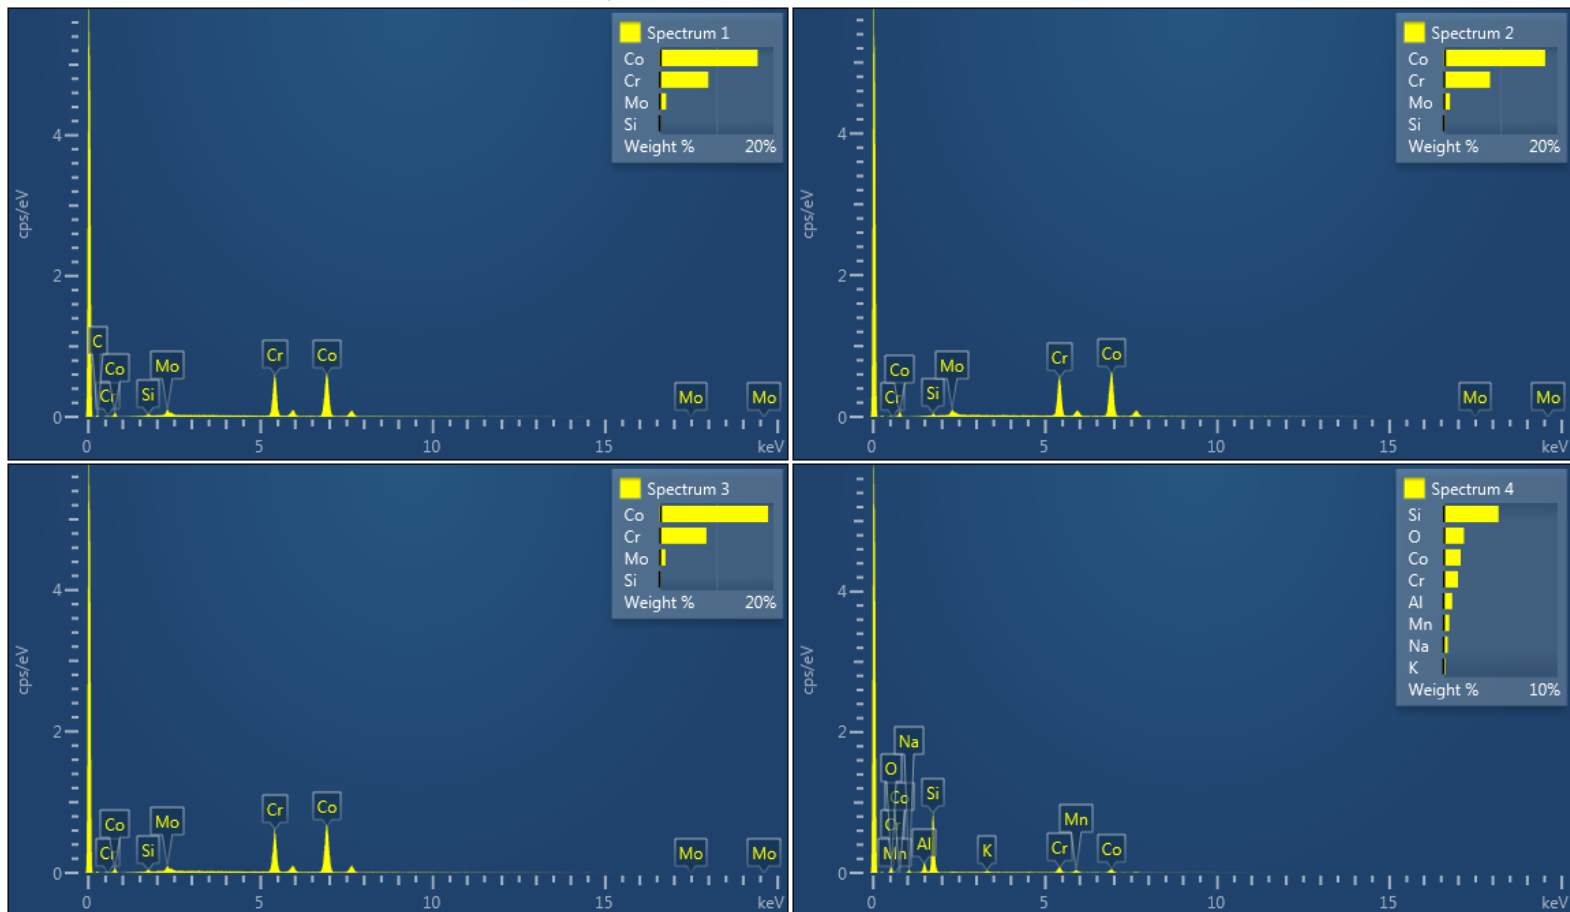 Spectrum 1
Co
Cr
Mo
Si
Weight % 20%
cps/eV
4
2
0
C
Co
Cr
Si
Mo
Cr
Co
Mo
Mo
0
5
10
15
keV
Spectrum 2
Co
Cr
Mo
Si
Weight % 20%
cps/eV
4
2
0
Co
Cr
Si
Mo
Cr
Co
Mo
Mo
0
5
10
15
keV
Spectrum 3
Co
Cr
Mo
Si
Weight % 20%
cps/eV
4
2
0
Co
Cr
Si
Mo
Cr
Co
Mo
Mo
0
5
10
15
keV
Spectrum 4
Si
O
Co
Cr
Al
Mn
Na
K
Weight % 10%
cps/eV
4
2
0
Na
O
Co
Cr
Mn
Al
Si
K
Cr
Mn
Co
0
5
10
15
keV